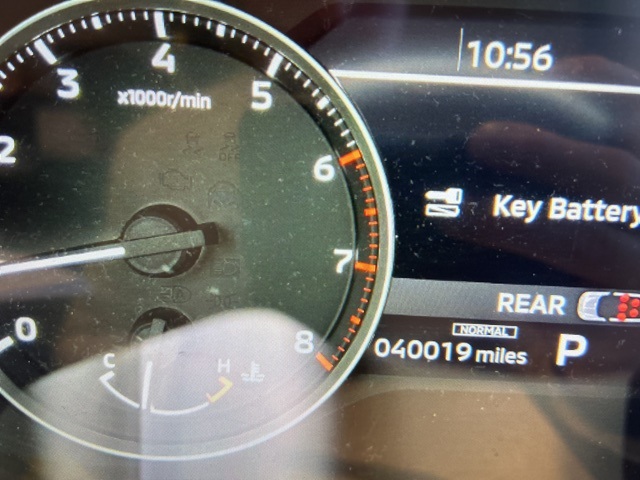 10:56
4
3
5
x1000r/min
2
6
Key Battery
7
REAR
0
NORMAL
8
040019 miles P
C
H